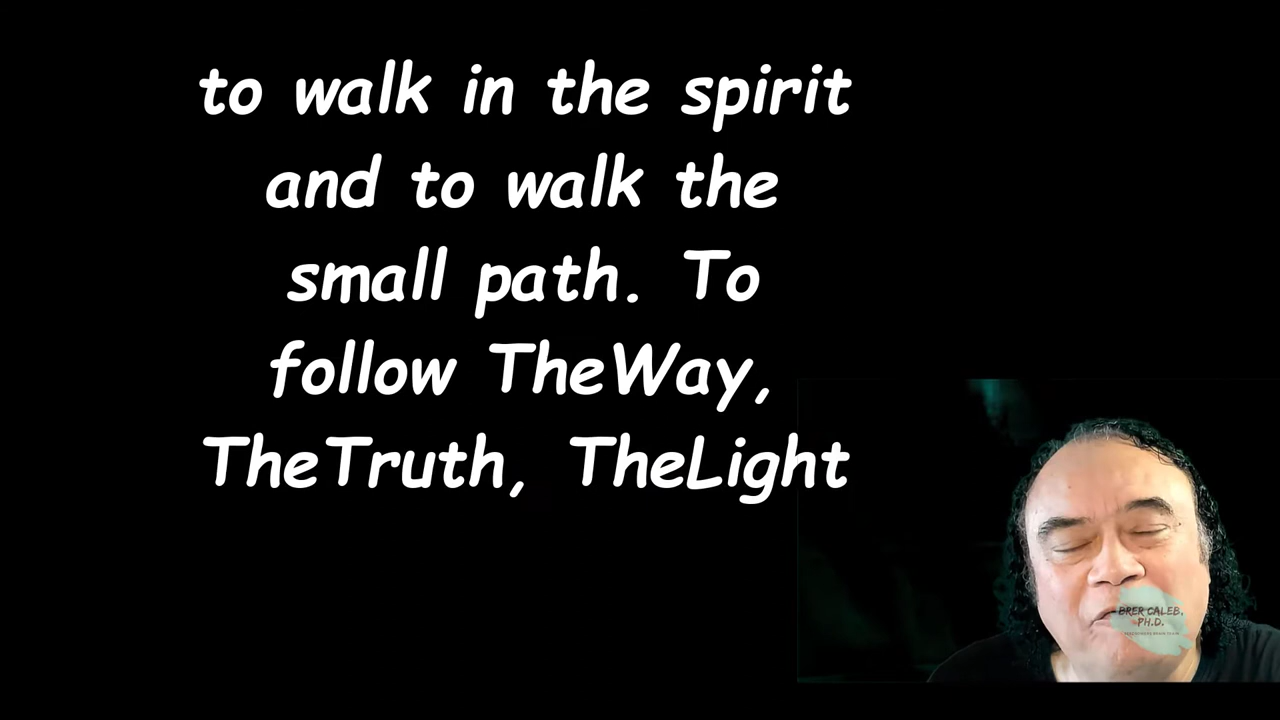 to walk in the spirit
and to walk the
small path. To
follow TheWay,
TheTruth, TheLight
BRER CALEB,
PH.D.